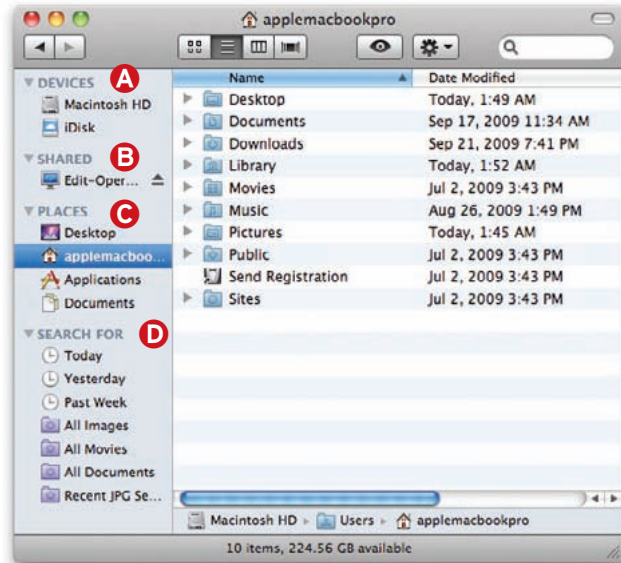 applemacbookpro
Name
Date Modified
DEVICES A
Macintosh HD
iDisk
SHARED B
Edit-Oper...
PLACES C
Desktop
applemacboo...
Applications
Documents
SEARCH FOR D
Today
Yesterday
Past Week
All Images
All Movies
All Documents
Recent JPG Se...
Desktop Today, 1:49 AM
Documents Sep 17, 2009 11:34 AM
Downloads Sep 21, 2009 7:41 PM
Library Today, 1:52 AM
Movies Jul 2, 2009 3:43 PM
Music Aug 26, 2009 1:49 PM
Pictures Today, 1:45 AM
Public Jul 2, 2009 3:43 PM
Send Registration Jul 2, 2009 3:43 PM
Sites Jul 2, 2009 3:43 PM
Macintosh HD ▸ Users ▸ applemacbookpro
10 items, 224.56 GB available